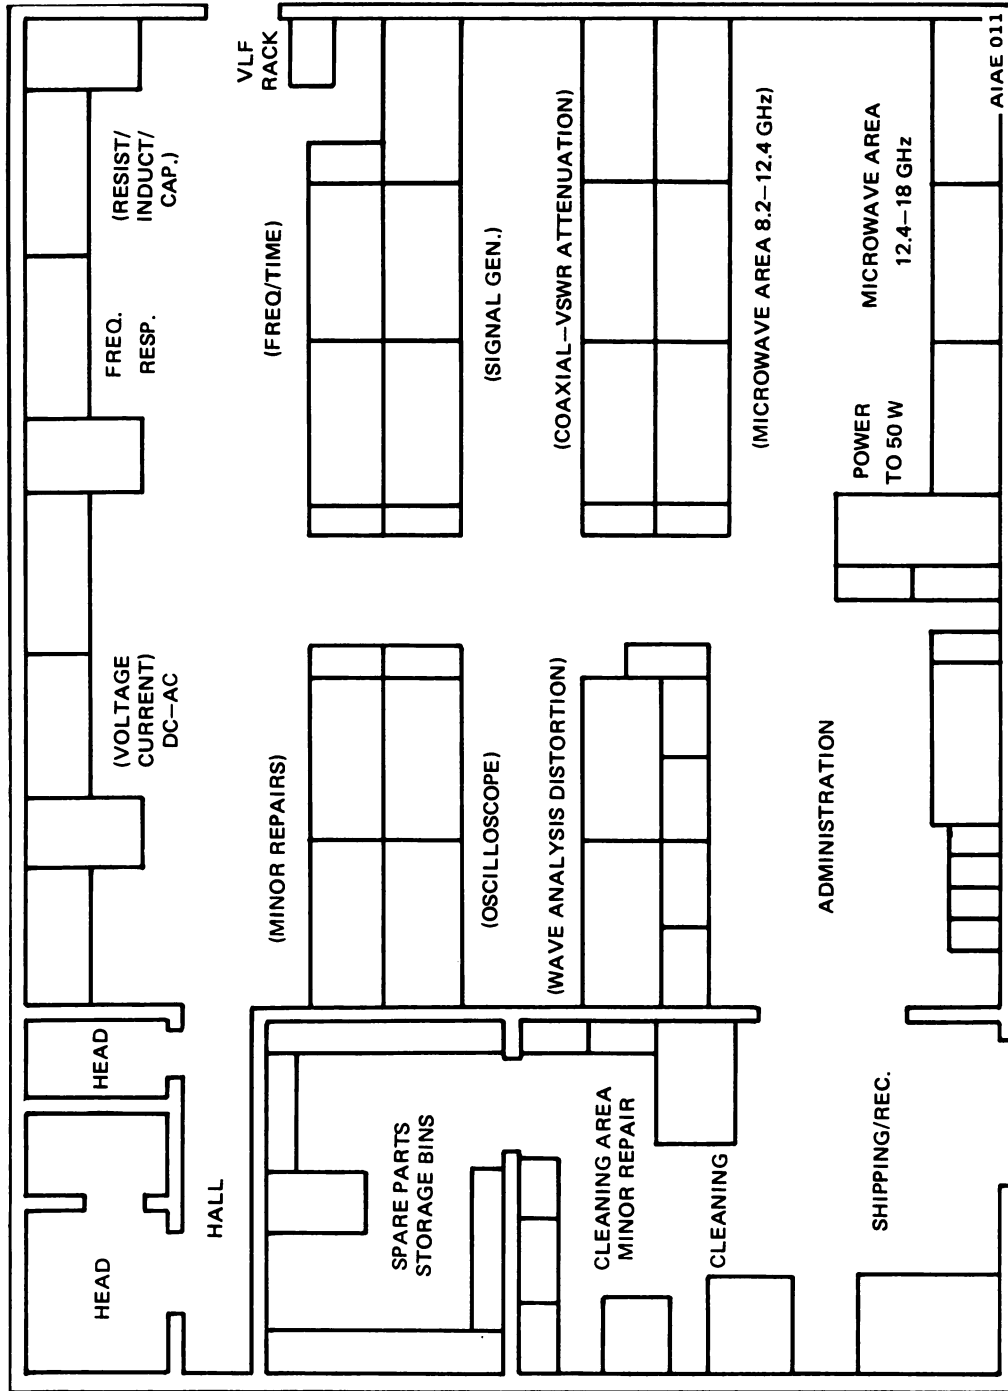 HEAD
HEAD
HALL
(VOLTAGE
CURRENT)
DC–AC
FREQ.
RESP.
(RESIST/
INDUCT/
CAP.)
VLF
RACK
(MINOR REPAIRS)
(FREQ/TIME)
SPARE PARTS
STORAGE BINS
(OSCILLOSCOPE)
(SIGNAL GEN.)
(WAVE ANALYSIS DISTORTION)
(COAXIAL–VSWR ATTENUATION)
CLEANING AREA
MINOR REPAIR
CLEANING
(MICROWAVE AREA 8.2–12.4 GHz)
ADMINISTRATION
POWER
TO 50 W
MICROWAVE AREA
12.4–18 GHz
SHIPPING/REC.
AIAE 011